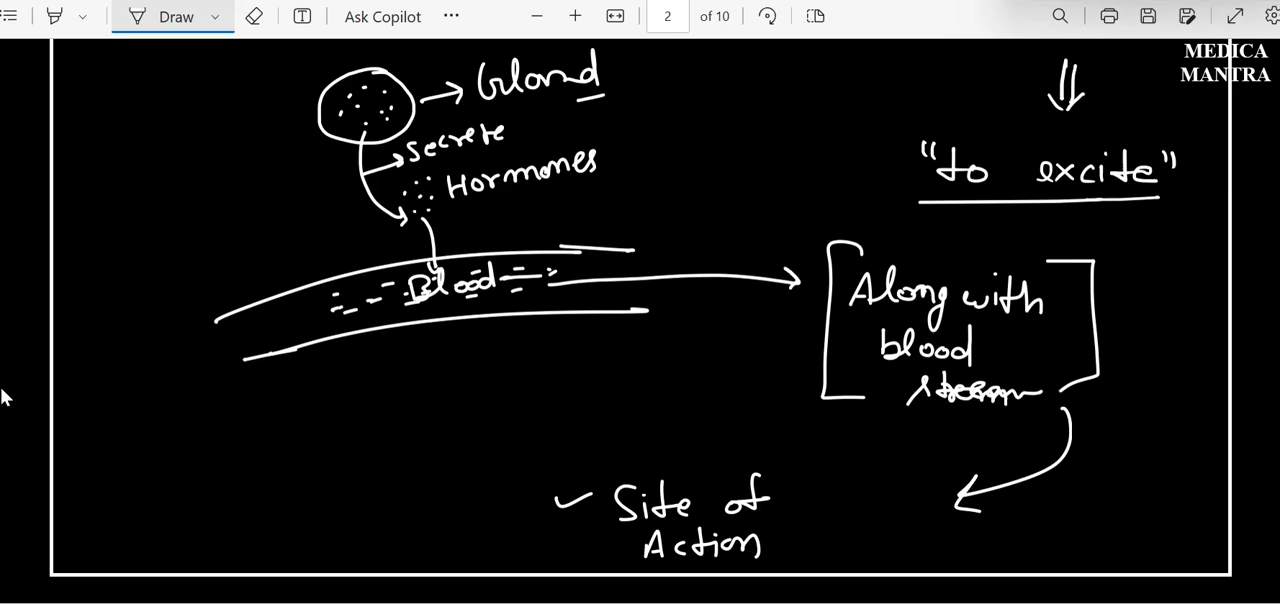 Draw
Ask Copilot
2 of 10
MEDICA
MANTRA
Gland
Secrete
Hormones
"to excite"
Blood
Along with
blood
stream
Site of
Action